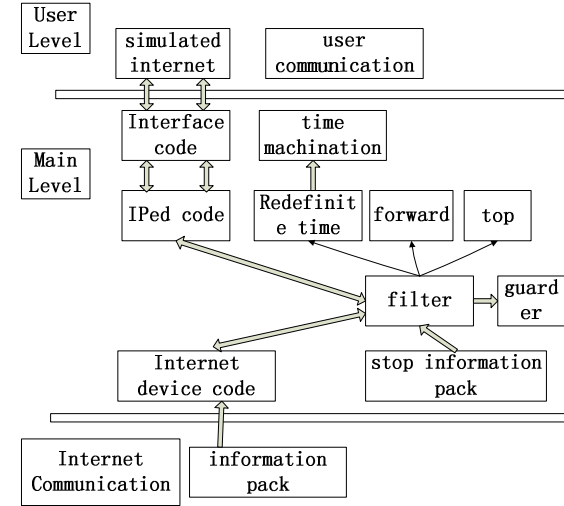 User
Level
simulated
internet
user
communication
Interface
code
time
machination
Main
Level
IPed code
Redefinit
e time
forward
top
filter
guard
er
Internet
device code
stop information
pack
Internet
Communication
information
pack